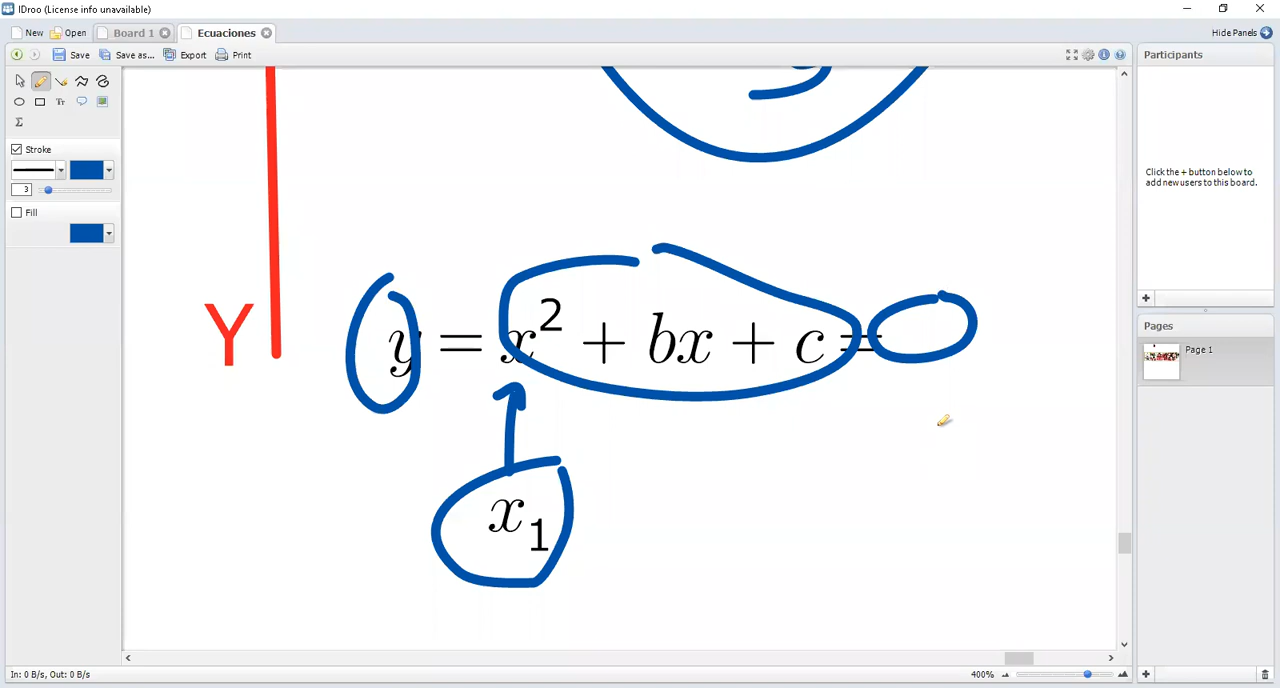 IDroo (License info unavailable)
New Open Board 1 Ecuaciones Hide Panels
Save Save as... Export Print
Participants
Tr
Σ
Stroke
3
Fill
Click the + button below to
add new users to this board.
Y
y = x² + bx + c =
x₁
Pages
Page 1
In: 0 B/s, Out: 0 B/s
400%